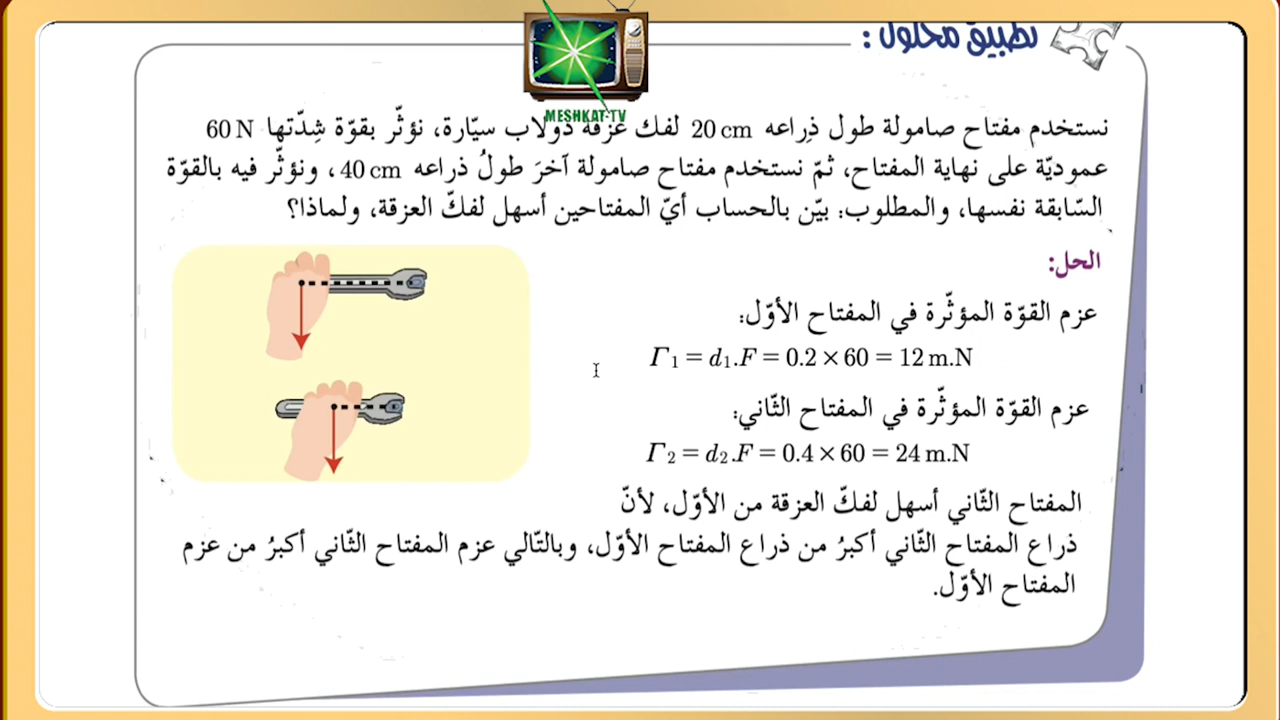 تطبيق محلول :
MESHKAT-TV
نستخدم مفتاح صامولة طول ذِراعه 20 cm لفك عزقة دولاب سيّارة، نؤثّر بقوّة شِدّتها 60 N
عموديّة على نهاية المفتاح، ثمّ نستخدم مفتاح صامولة آخرَ طولُ ذراعه 40 cm، ونؤثّر فيه بالقوّة
السّابقة نفسها، والمطلوب: بيّن بالحساب أيّ المفتاحين أسهل لفكّ العزقة، ولماذا؟
الحل:
عزم القوّة المؤثّرة في المفتاح الأوّل:
Γ1 = d1.F = 0.2 × 60 = 12 m.N
عزم القوّة المؤثّرة في المفتاح الثّاني:
Γ2 = d2.F = 0.4 × 60 = 24 m.N
المفتاح الثّاني أسهل لفكّ العزقة من الأوّل، لأنّ
ذراع المفتاح الثّاني أكبرُ من ذراع المفتاح الأوّل، وبالتّالي عزم المفتاح الثّاني أكبرُ من عزم
المفتاح الأوّل.